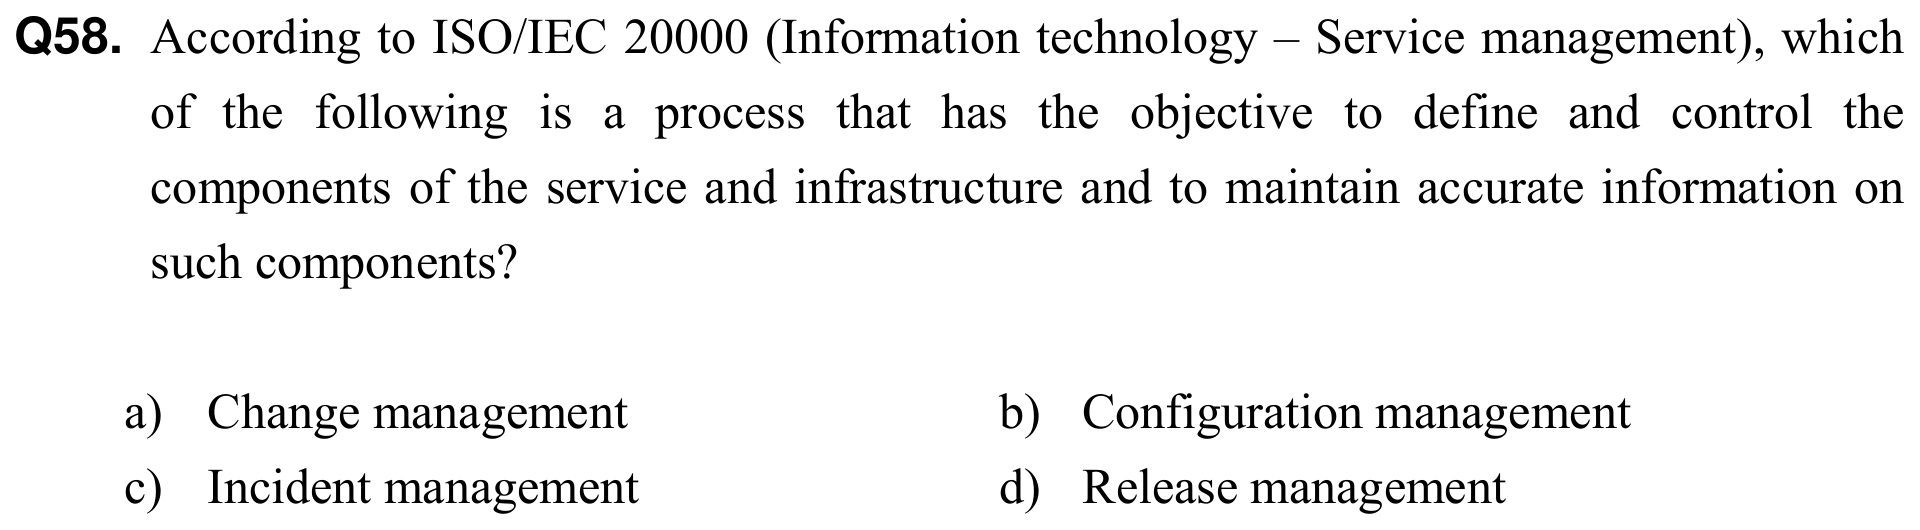 Q58. According to ISO/IEC 20000 (Information technology – Service management), which
of the following is a process that has the objective to define and control the
components of the service and infrastructure and to maintain accurate information on
such components?
a) Change management b) Configuration management
c) Incident management d) Release management